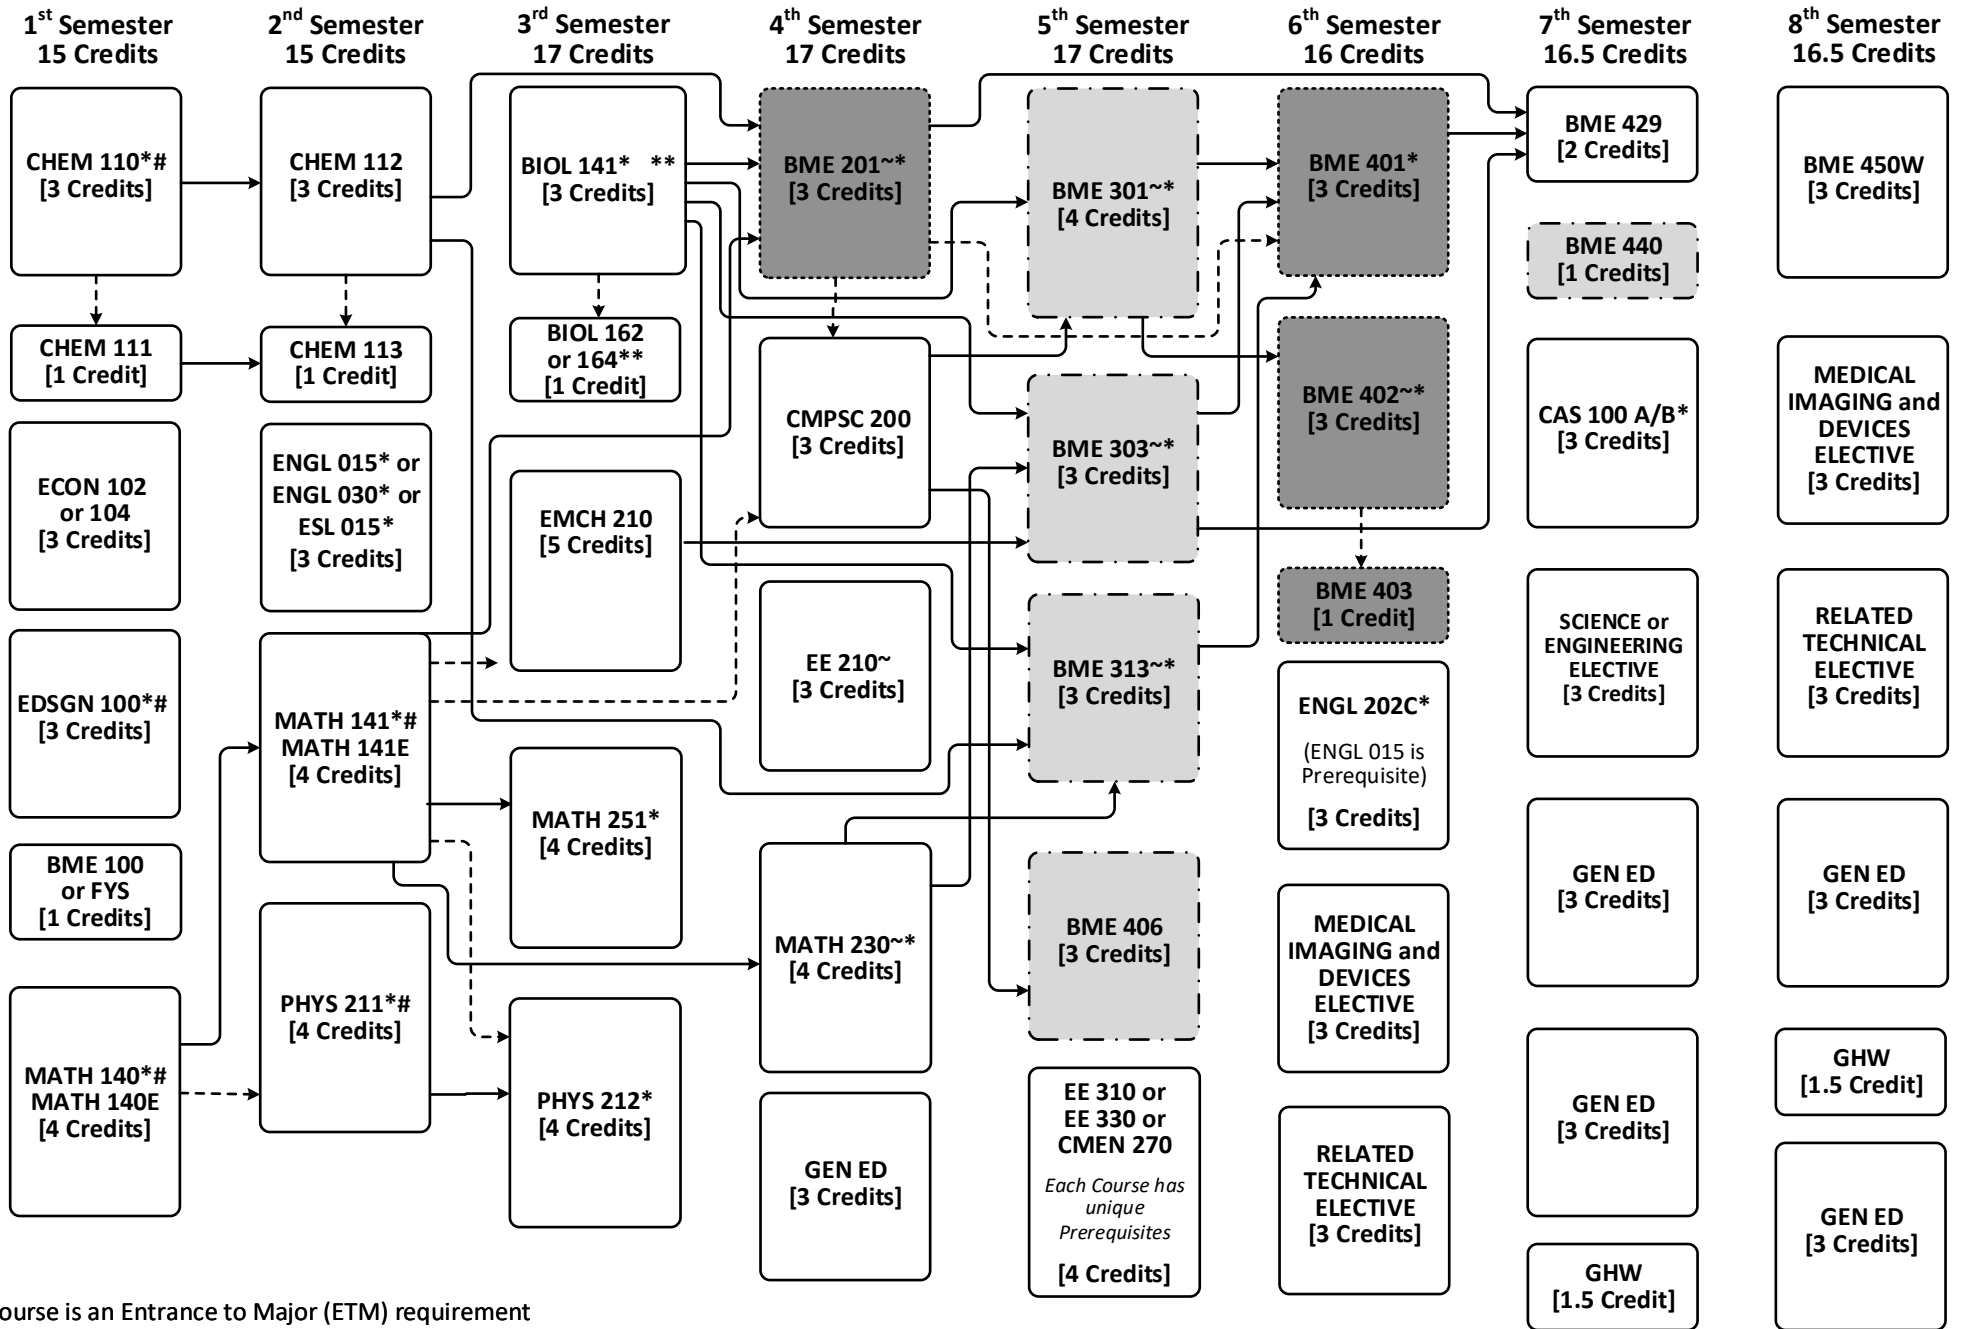 1st Semester
15 Credits
CHEM 110*#
[3 Credits]
CHEM 111
[1 Credit]
ECON 102
or 104
[3 Credits]
EDSGN 100*#
[3 Credits]
BME 100
or FYS
[1 Credits]
MATH 140*#
MATH 140E
[4 Credits]
2nd Semester
15 Credits
CHEM 112
[3 Credits]
CHEM 113
[1 Credit]
ENGL 015* or
ENGL 030* or
ESL 015*
[3 Credits]
MATH 141*#
MATH 141E
[4 Credits]
PHYS 211*#
[4 Credits]
3rd Semester
17 Credits
BIOL 141* **
[3 Credits]
BIOL 162
or 164**
[1 Credit]
EMCH 210
[5 Credits]
MATH 251*
[4 Credits]
PHYS 212*
[4 Credits]
4th Semester
17 Credits
BME 201~*
[3 Credits]
CMPSC 200
[3 Credits]
EE 210~
[3 Credits]
MATH 230~*
[4 Credits]
GEN ED
[3 Credits]
5th Semester
17 Credits
BME 301~*
[4 Credits]
BME 303~*
[3 Credits]
BME 313~*
[3 Credits]
BME 406
[3 Credits]
EE 310 or
EE 330 or
CMEN 270
Each Course has
unique
Prerequisites
[4 Credits]
6th Semester
16 Credits
BME 401*
[3 Credits]
BME 402~*
[3 Credits]
BME 403
[1 Credit]
ENGL 202C*
(ENGL 015 is
Prerequisite)
[3 Credits]
MEDICAL
IMAGING and
DEVICES
ELECTIVE
[3 Credits]
RELATED
TECHNICAL
ELECTIVE
[3 Credits]
7th Semester
16.5 Credits
BME 429
[2 Credits]
BME 440
[1 Credits]
CAS 100 A/B*
[3 Credits]
SCIENCE or
ENGINEERING
ELECTIVE
[3 Credits]
GEN ED
[3 Credits]
GEN ED
[3 Credits]
GHW
[1.5 Credit]
8th Semester
16.5 Credits
BME 450W
[3 Credits]
MEDICAL
IMAGING and
DEVICES
ELECTIVE
[3 Credits]
RELATED
TECHNICAL
ELECTIVE
[3 Credits]
GEN ED
[3 Credits]
GHW
[1.5 Credit]
GEN ED
[3 Credits]
ourse is an Entrance to Major (ETM) requirement